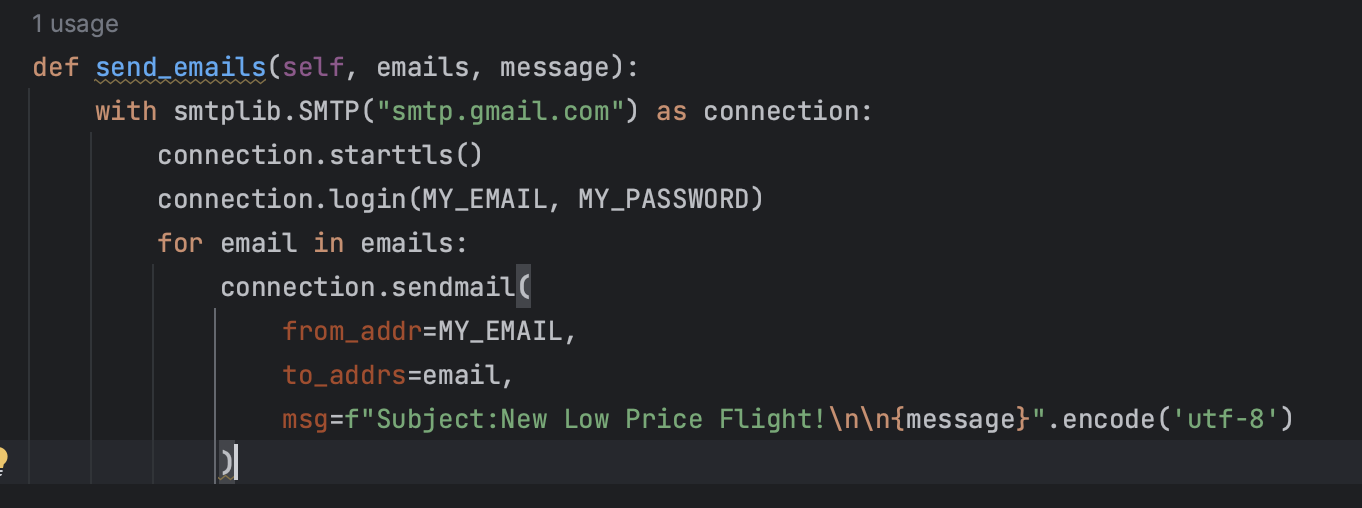 1 usage
def send_emails(self, emails, message):
    with smtplib.SMTP("smtp.gmail.com") as connection:
        connection.starttls()
        connection.login(MY_EMAIL, MY_PASSWORD)
        for email in emails:
            connection.sendmail(
                from_addr=MY_EMAIL,
                to_addrs=email,
                msg=f"Subject:New Low Price Flight!\n\n{message}".encode('utf-8')
            )